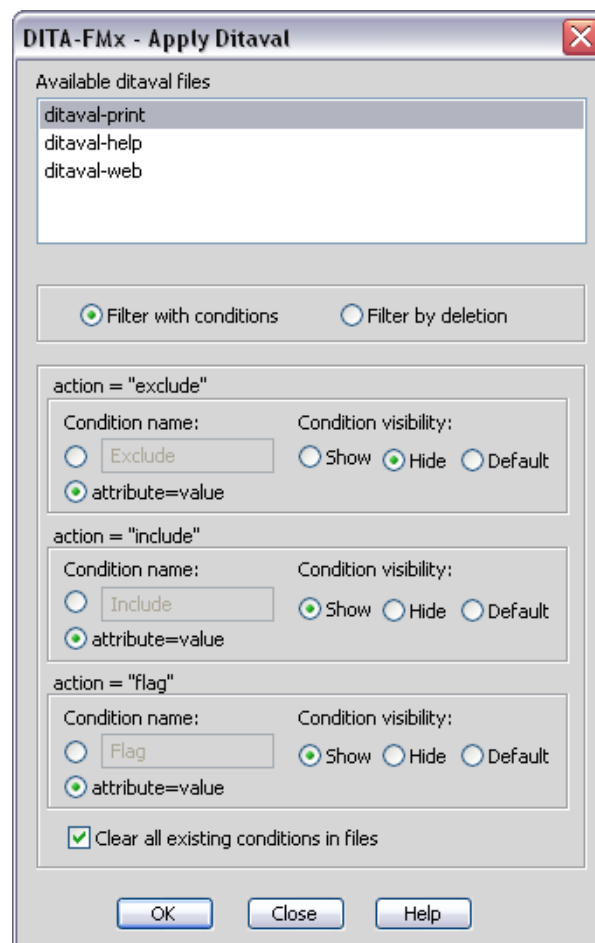 DITA-FMx - Apply Ditaval
Available ditaval files
ditaval-print
ditaval-help
ditaval-web
Filter with conditions Filter by deletion
action = "exclude"
Condition name: Condition visibility:
Exclude Show Hide Default
attribute=value
action = "include"
Condition name: Condition visibility:
Include Show Hide Default
attribute=value
action = "flag"
Condition name: Condition visibility:
Flag Show Hide Default
attribute=value
Clear all existing conditions in files
OK Close Help